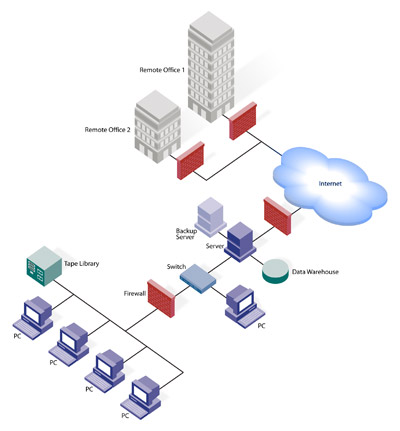 Remote Office 1
Remote Office 2
Internet
Backup
Server
Server
Tape Library
Switch
Data Warehouse
Firewall
PC
PC
PC
PC
PC